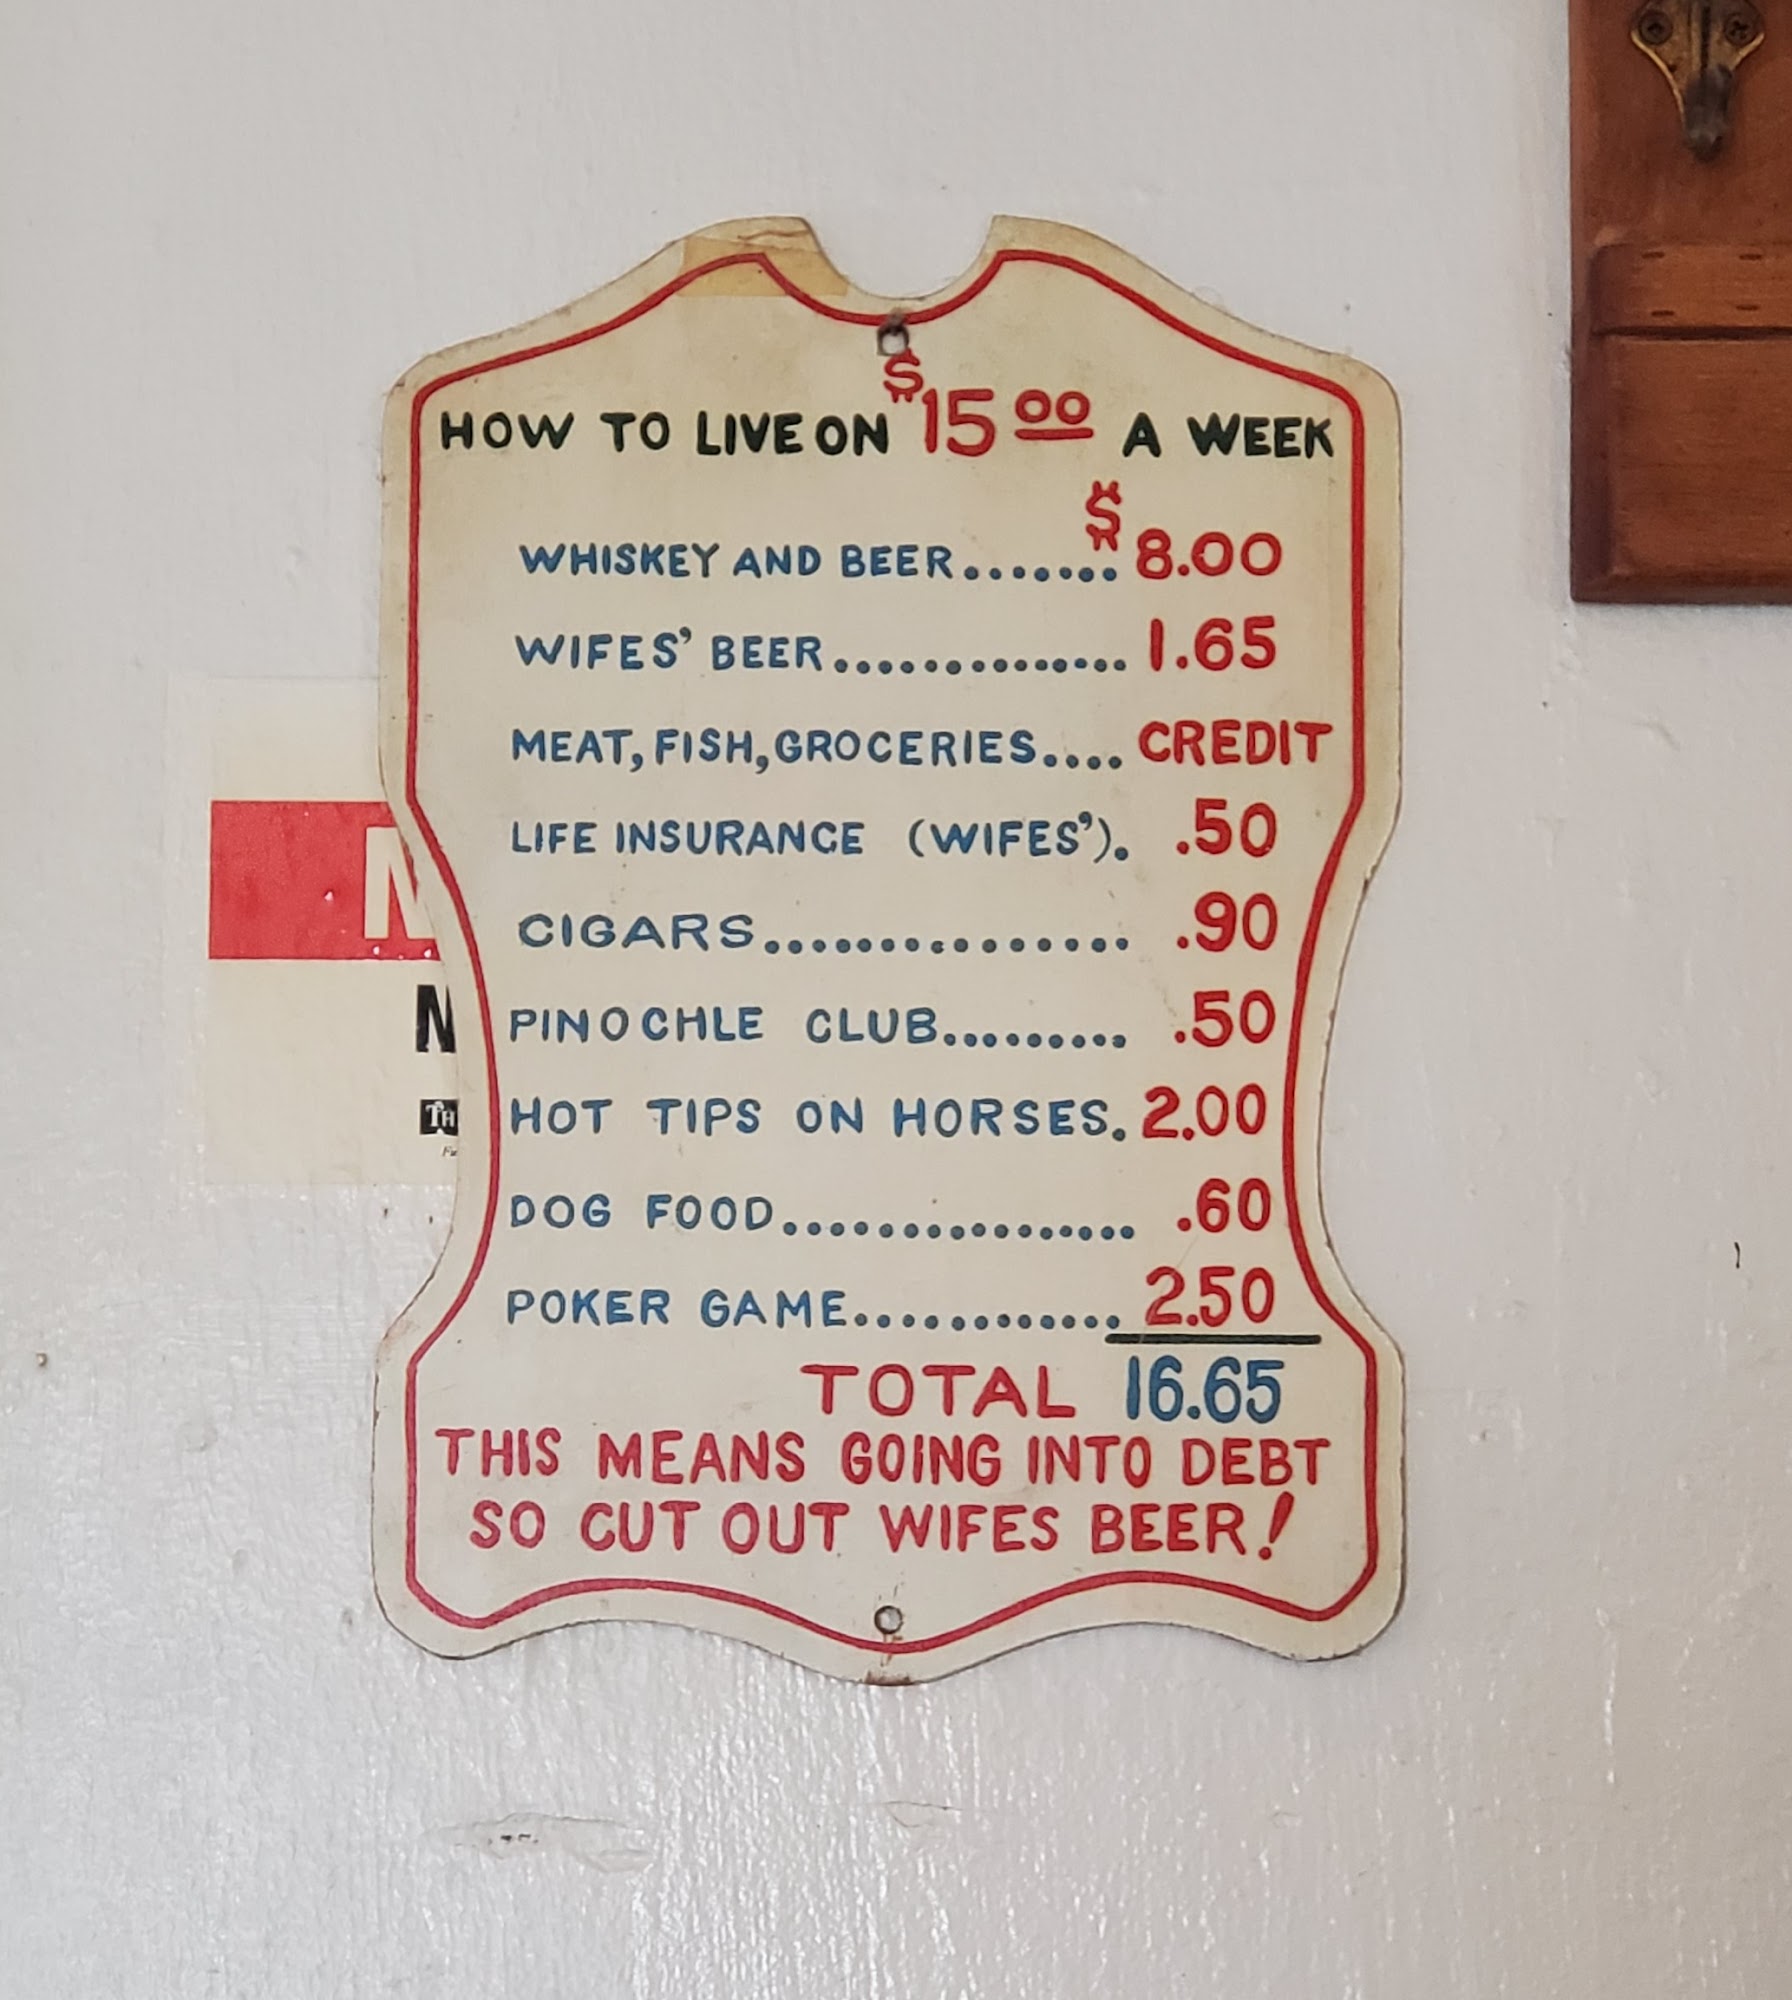 HOW TO LIVE ON $15 00 A WEEK
WHISKEY AND BEER....... $8.00
WIFES' BEER.............. 1.65
MEAT, FISH, GROCERIES.... CREDIT
LIFE INSURANCE (WIFES'). .50
CIGARS............... .90
PINOCHLE CLUB......... .50
HOT TIPS ON HORSES. 2.00
DOG FOOD................ .60
POKER GAME............ 2.50
TOTAL 16.65
THIS MEANS GOING INTO DEBT
SO CUT OUT WIFES BEER!